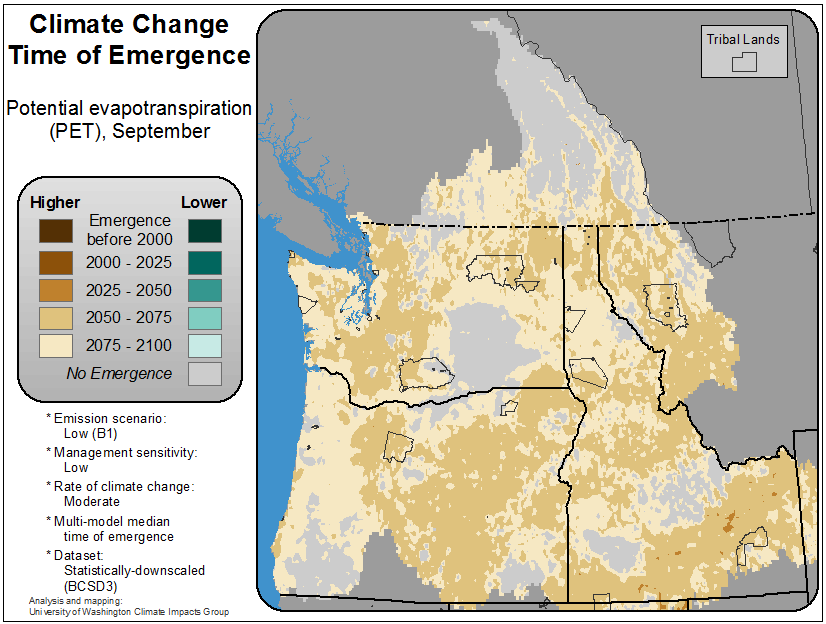 Climate Change
Time of Emergence
Potential evapotranspiration
(PET), September
Higher
Lower
Emergence
before 2000
2000 - 2025
2025 - 2050
2050 - 2075
2075 - 2100
No Emergence
* Emission scenario:
Low (B1)
* Management sensitivity:
Low
* Rate of climate change:
Moderate
* Multi-model median
time of emergence
* Dataset:
Statistically-downscaled
(BCSD3)
Analysis and mapping:
University of Washington Climate Impacts Group
Tribal Lands